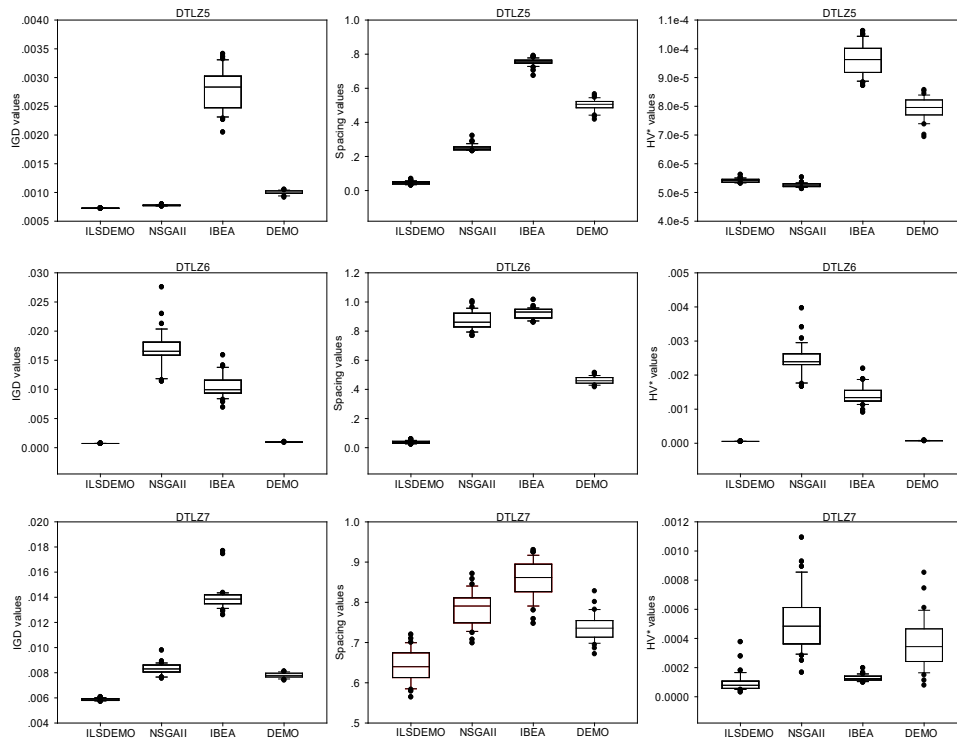 DTLZ5
IGD values
.0040
.0035
.0030
.0025
.0020
.0015
.0010
.0005
ILSDEMO NSGAII IBEA DEMO
DTLZ5
Spacing values
1.0
.8
.6
.4
.2
0.0
ILSDEMO NSGAII IBEA DEMO
DTLZ5
HV* values
1.1e-4
1.0e-4
9.0e-5
8.0e-5
7.0e-5
6.0e-5
5.0e-5
4.0e-5
ILSDEMO NSGAII IBEA DEMO
DTLZ6
IGD values
.030
.025
.020
.015
.010
.005
0.000
ILSDEMO NSGAII IBEA DEMO
DTLZ6
Spacing values
1.2
1.0
.8
.6
.4
.2
0.0
ILSDEMO NSGAII IBEA DEMO
DTLZ6
HV* values
.005
.004
.003
.002
.001
0.000
ILSDEMO NSGAII IBEA DEMO
DTLZ7
IGD values
.020
.018
.016
.014
.012
.010
.008
.006
.004
ILSDEMO NSGAII IBEA DEMO
DTLZ7
Spacing values
1.0
.9
.8
.7
.6
.5
ILSDEMO NSGAII IBEA DEMO
DTLZ7
HV* values
.0012
.0010
.0008
.0006
.0004
.0002
0.0000
ILSDEMO NSGAII IBEA DEMO